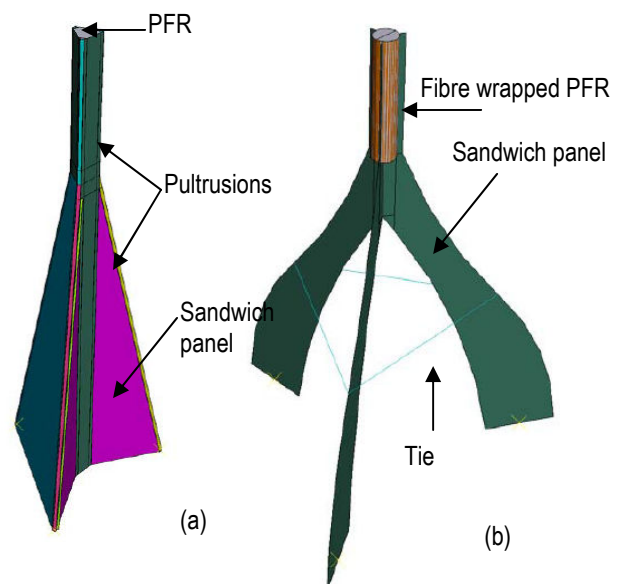 PFR
Pultrusions
Sandwich
panel
(a)
Fibre wrapped PFR
Sandwich panel
Tie
(b)